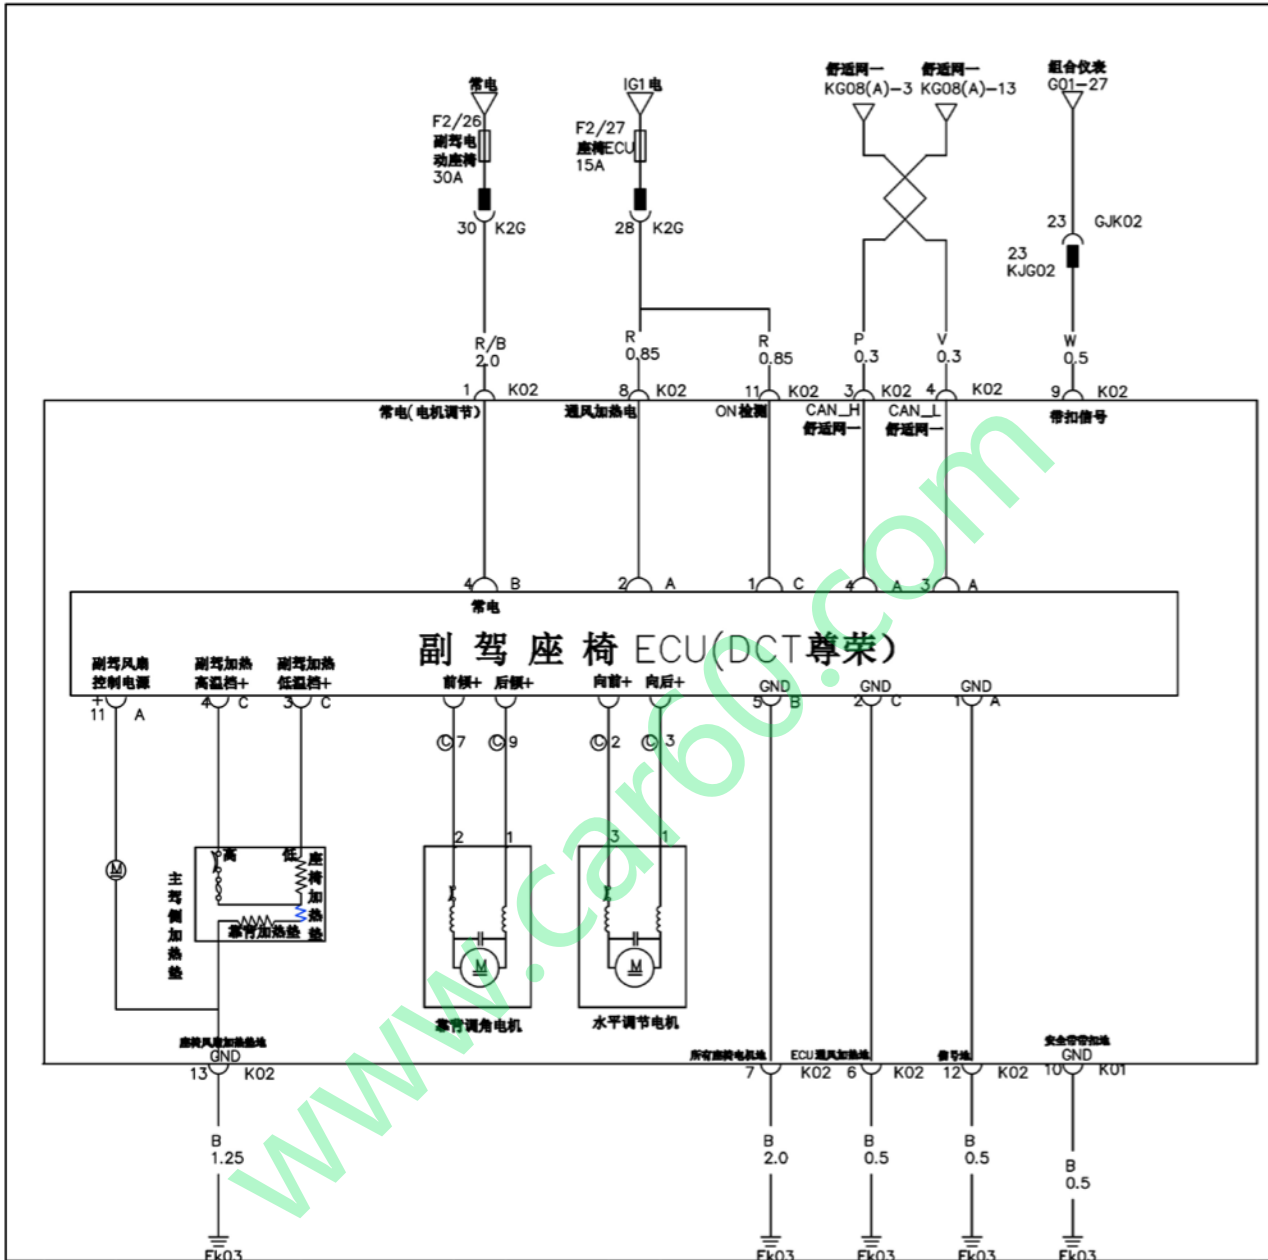 常电
IG1电
舒适网一
KG08(A)-3
舒适网一
KG08(A)-13
组合仪表
G01-27
F2/26
副驾电
动座椅
30A
F2/27
座椅ECU
15A
30 K2G
28 K2G
23 GJK02
23
KJG02
R/B
2.0
R
0.85
R
0.85
P
0.3
V
0.3
W
0.5
1 K02
8 K02
11 K02
3 K02
4 K02
9 K02
常电(电机调节)
通风加热电
ON检测
CAN_H
舒适网一
CAN_L
舒适网一
带扣信号
4 B
2 A
1 C
4 A
3 A
常电
副驾座椅ECU(DCT尊荣)
副驾风扇
控制电源
副驾加热
高温档+
副驾加热
低温档+
前倾+
后倾+
向前+
向后+
GND
GND
GND
+
11 A
4 C
3 C
5 B
2 C
1 A
C 7
C 9
C 2
C 3
2
1
3
1
高
低
座椅加热垫
靠背加热垫
主驾侧加热垫
M
M
M
靠背调角电机
水平调节电机
座椅风扇加热垫地
GND
13 K02
所有座椅电机地
7 K02
ECU通风加热地
6 K02
信号地
12 K02
安全带带扣地
GND
10 K01
B
1.25
B
2.0
B
0.5
B
0.5
B
0.5
Ek03
Ek03
Ek03
Ek03
Ek03
www.car60.com